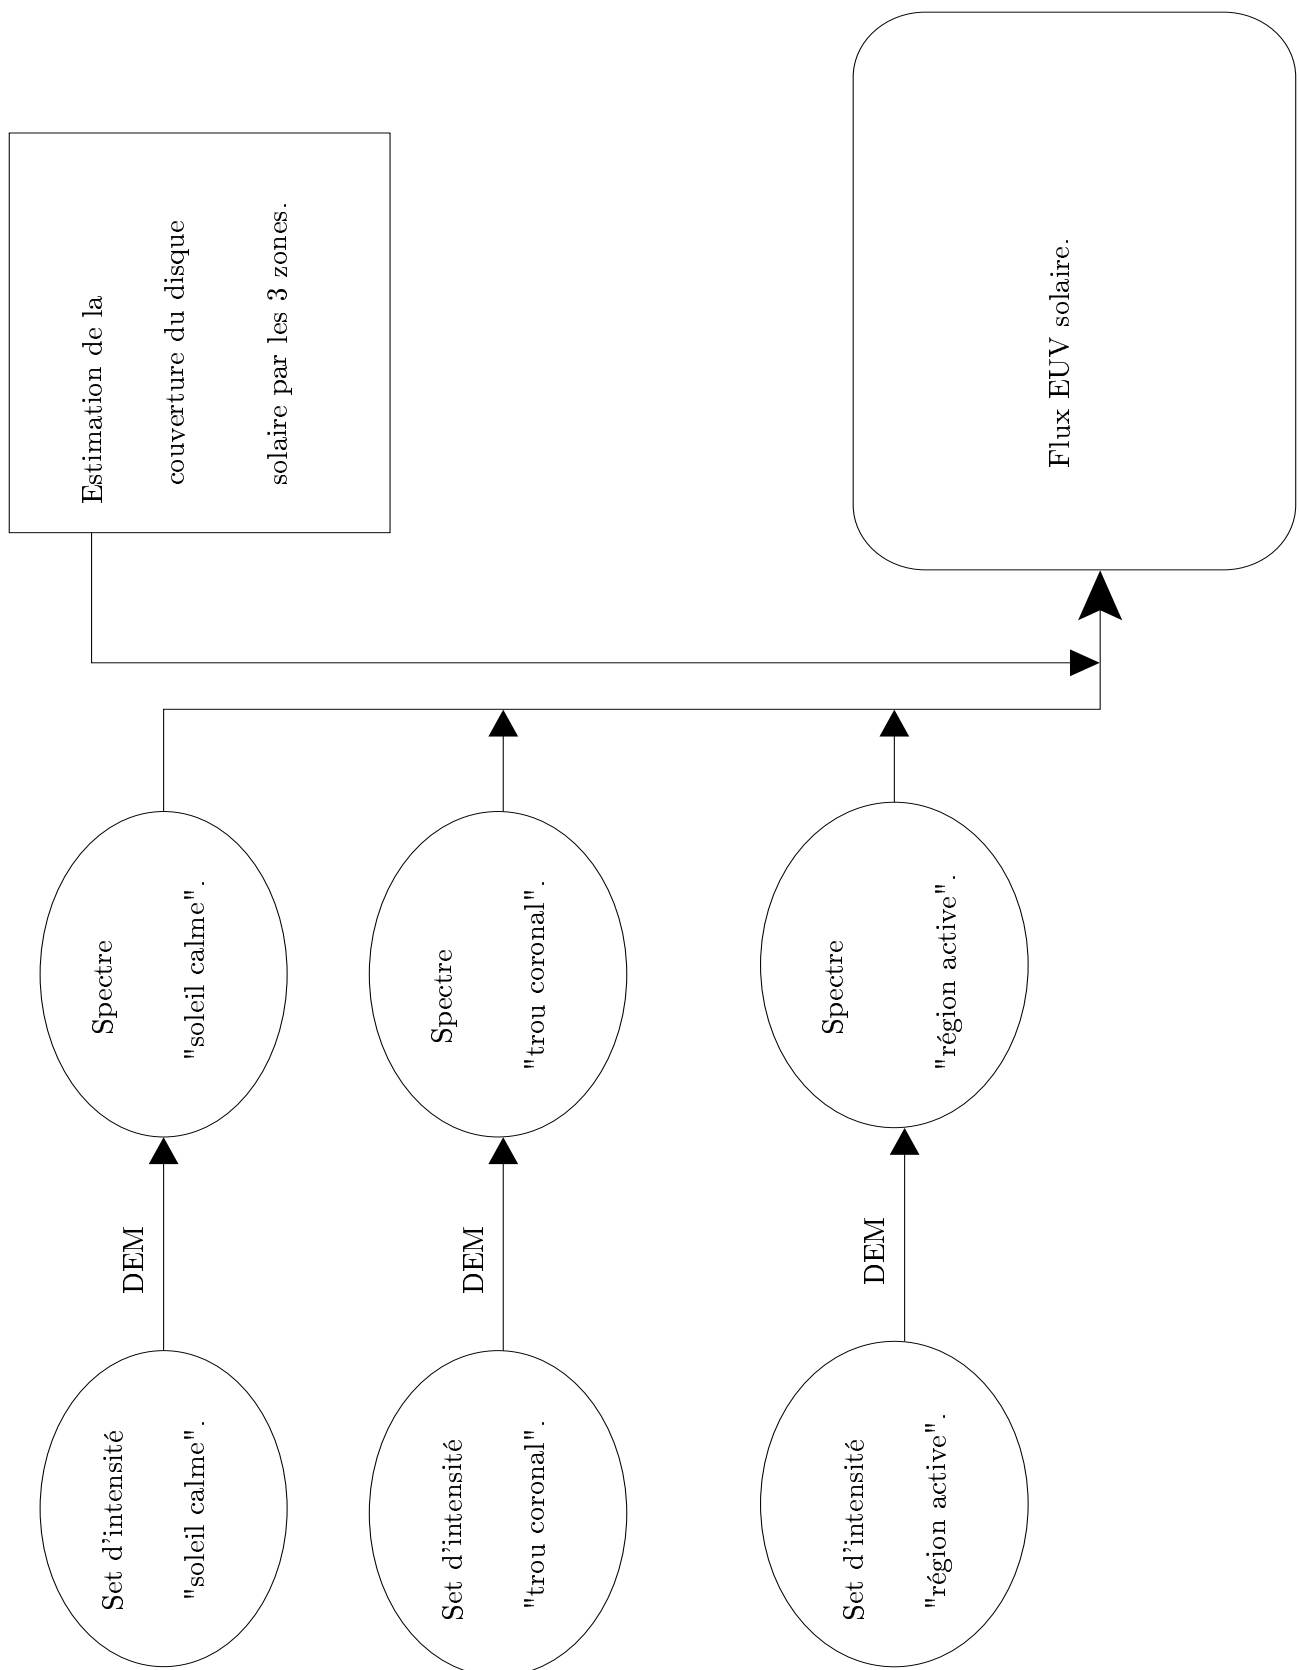 Set d'intensité
"soleil calme".
DEM
Spectre
"soleil calme".
Estimation de la
couverture du disque
solaire par les 3 zones.
Set d'intensité
"trou coronal".
DEM
Spectre
"trou coronal".
Set d'intensité
"région active".
DEM
Spectre
"région active".
Flux EUV solaire.